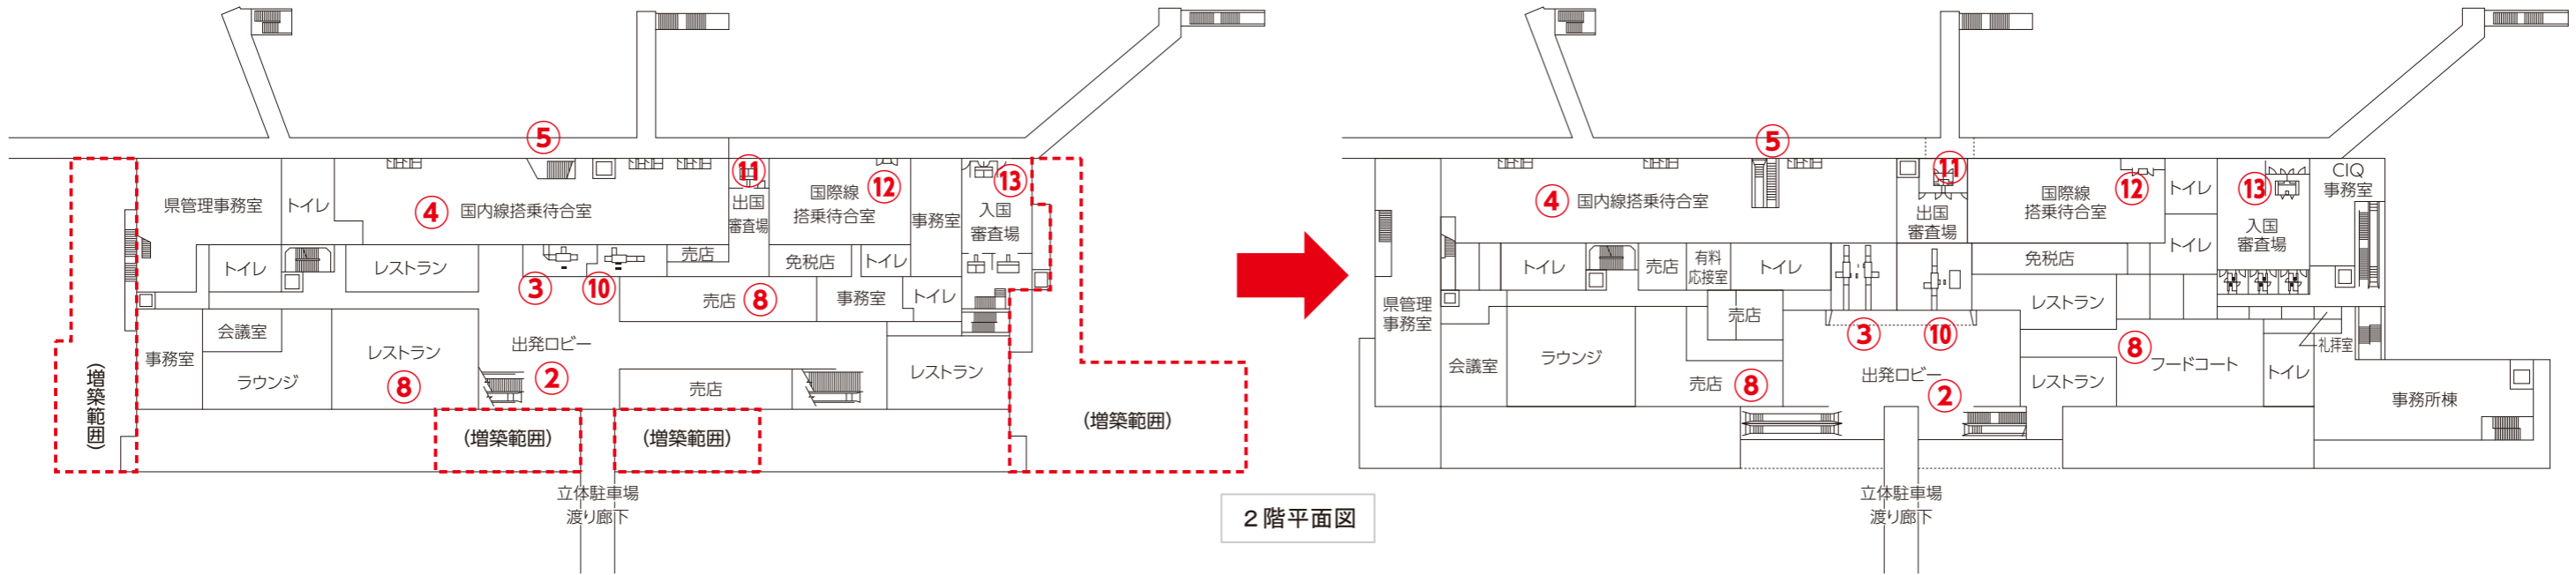 ⑤
県管理事務室
トイレ
④
国内線搭乗待合室
⑪
出国
審査場
国際線
搭乗待合室
⑫
事務室
⑬
入国
審査場
トイレ
レストラン
③
⑩
売店
免税店
トイレ
売店
⑧
事務室
トイレ
(増築範囲)
事務室
会議室
ラウンジ
レストラン
⑧
出発ロビー
②
売店
レストラン
(増築範囲)
(増築範囲)
(増築範囲)
立体駐車場
渡り廊下
2階平面図
⑤
④
国内線搭乗待合室
⑪
出国
審査場
国際線
搭乗待合室
⑫
トイレ
⑬
入国
審査場
CIQ
事務室
トイレ
トイレ
売店
有料
応接室
トイレ
免税店
県管理
事務室
会議室
ラウンジ
売店
売店
⑧
③
⑩
出発ロビー
②
レストラン
⑧
フードコート
レストラン
トイレ
礼拝室
事務所棟
立体駐車場
渡り廊下